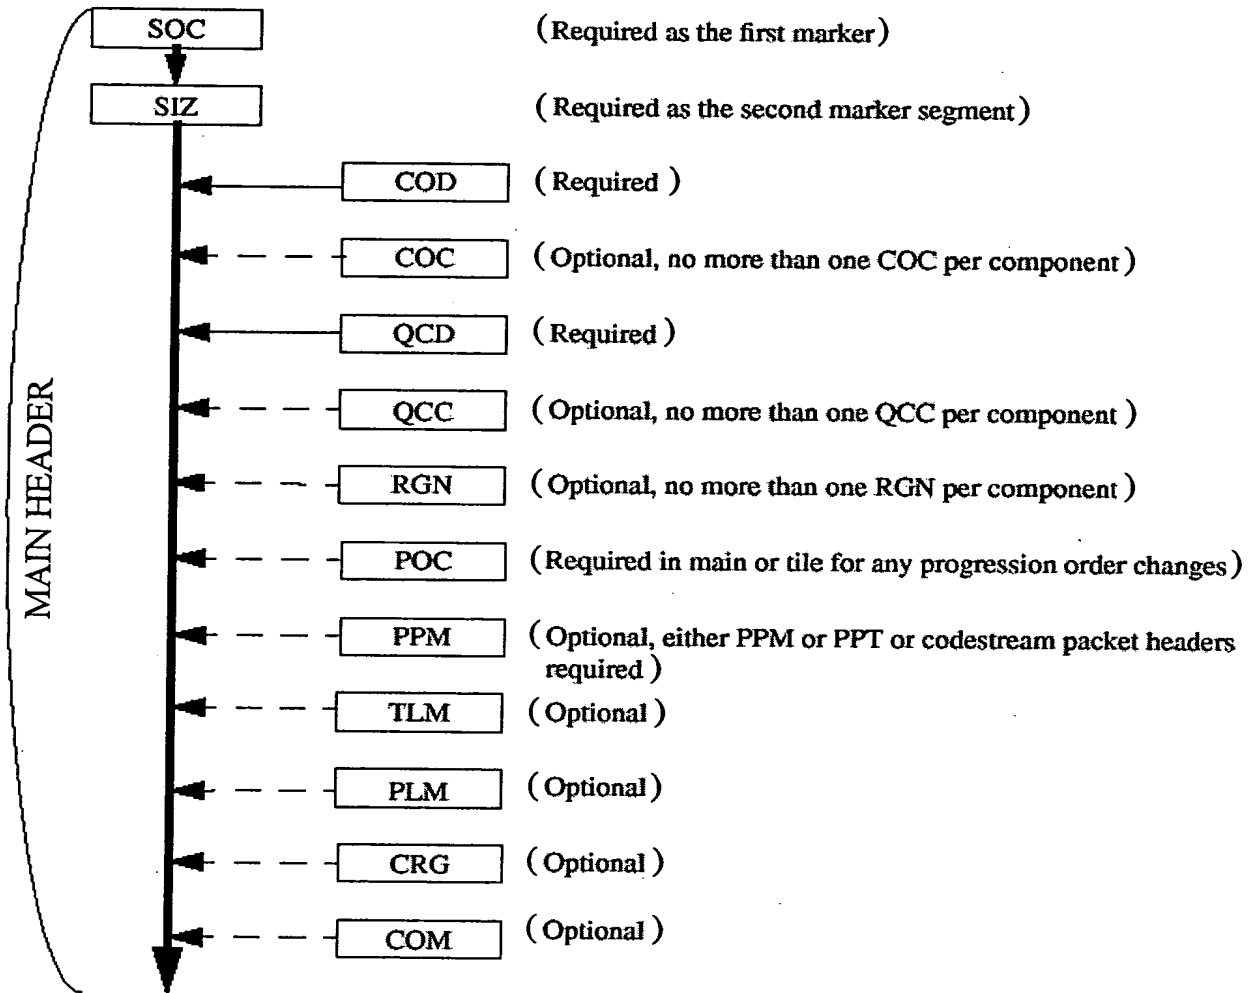 SOC (Required as the first marker)
SIZ (Required as the second marker segment)
COD (Required)
COC (Optional, no more than one COC per component)
QCD (Required)
QCC (Optional, no more than one QCC per component)
RGN (Optional, no more than one RGN per component)
POC (Required in main or tile for any progression order changes)
PPM (Optional, either PPM or PPT or codestream packet headers
required)
TLM (Optional)
PLM (Optional)
CRG (Optional)
COM (Optional)
MAIN HEADER